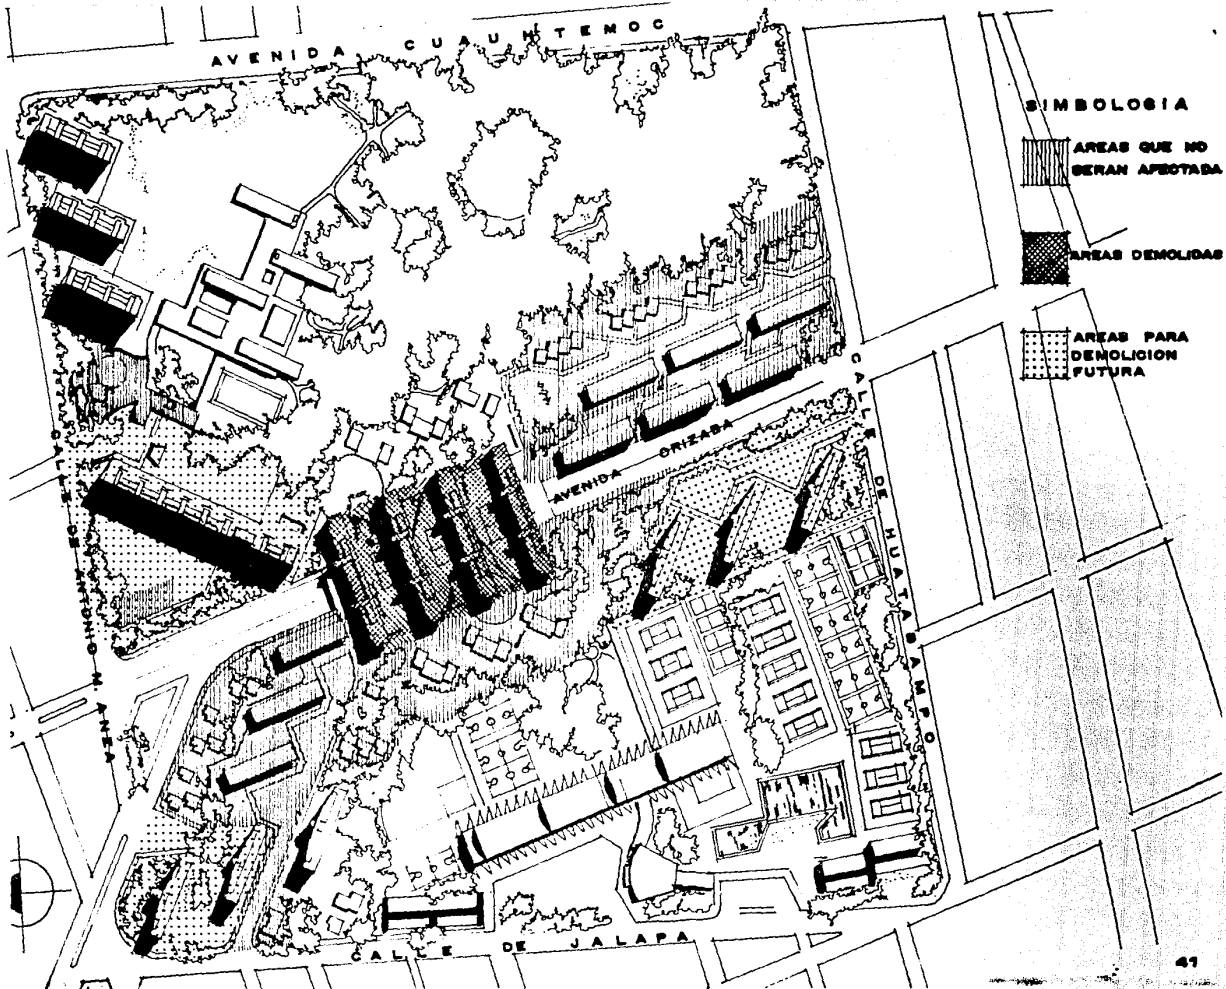 AVENIDA CUAUHTEMOC
SIMBOLOGIA
AREAS QUE NO
SERAN AFECTADA
AREAS DEMOLIDAS
AREAS PARA
DEMOLICION
FUTURA
AVENIDA ORIZABA
CALLE DE HUATABAMPO
CALLE DE ANTONIO M. ANZA
CALLE DE JALAPA
41